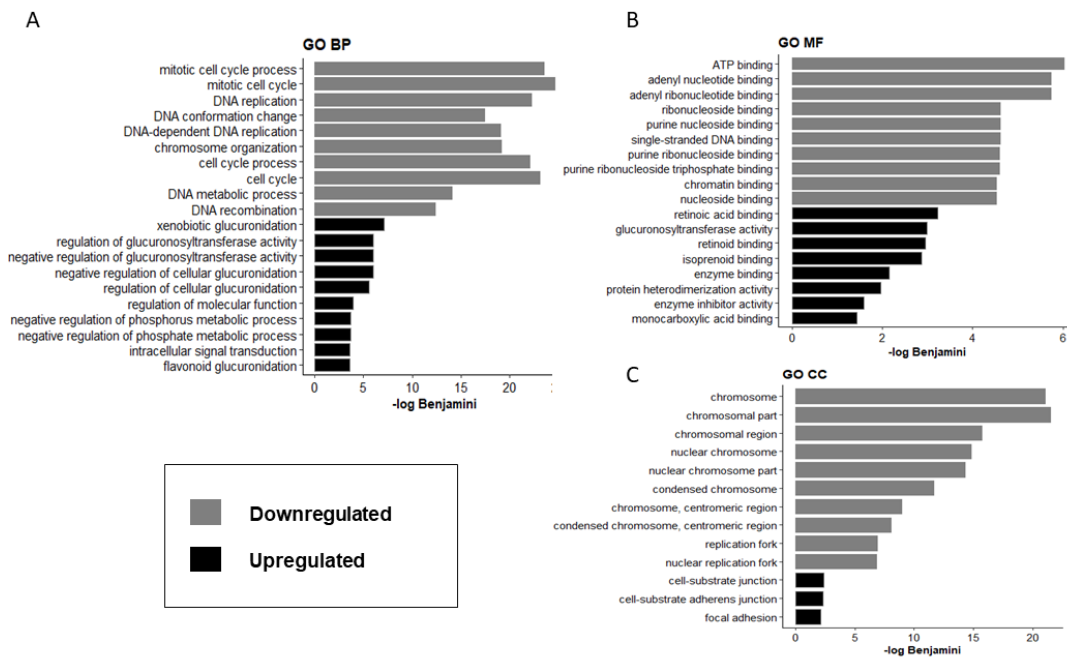 A
GO BP
mitotic cell cycle process
mitotic cell cycle
DNA replication
DNA conformation change
DNA-dependent DNA replication
chromosome organization
cell cycle process
cell cycle
DNA metabolic process
DNA recombination
xenobiotic glucuronidation
regulation of glucuronosyltransferase activity
negative regulation of glucuronosyltransferase activity
negative regulation of cellular glucuronidation
regulation of cellular glucuronidation
regulation of molecular function
negative regulation of phosphorus metabolic process
negative regulation of phosphate metabolic process
intracellular signal transduction
flavonoid glucuronidation
0 5 10 15 20
-log Benjamini
B
GO MF
ATP binding
adenyl nucleotide binding
adenyl ribonucleotide binding
ribonucleoside binding
purine nucleoside binding
single-stranded DNA binding
purine ribonucleoside binding
purine ribonucleoside triphosphate binding
chromatin binding
nucleoside binding
retinoic acid binding
glucuronosyltransferase activity
retinoid binding
isoprenoid binding
enzyme binding
protein heterodimerization activity
enzyme inhibitor activity
monocarboxylic acid binding
0 2 4 6
-log Benjamini
C
GO CC
chromosome
chromosomal part
chromosomal region
nuclear chromosome
nuclear chromosome part
condensed chromosome
chromosome, centromeric region
condensed chromosome, centromeric region
replication fork
nuclear replication fork
cell-substrate junction
cell-substrate adherens junction
focal adhesion
0 5 10 15 20
-log Benjamini
Downregulated
Upregulated